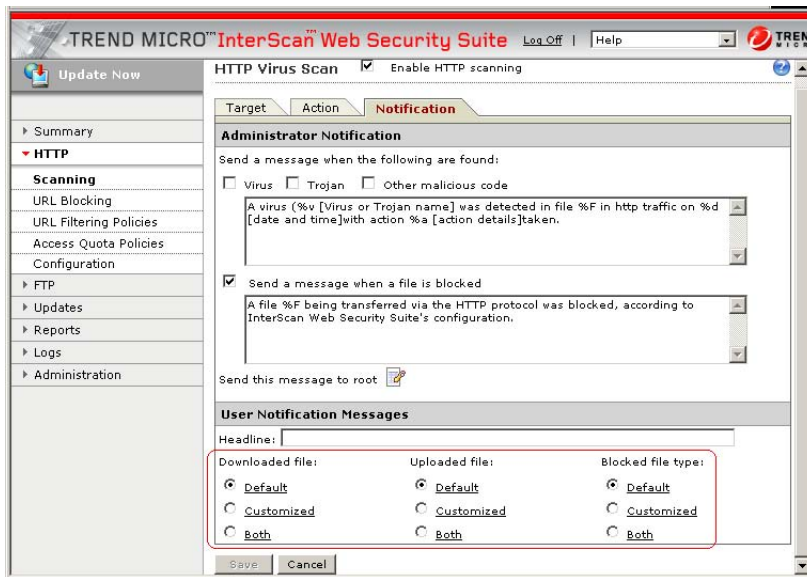 TREND MICRO™ InterScan™ Web Security Suite Log Off | Help
Update Now
HTTP Virus Scan Enable HTTP scanning
Target Action Notification
Summary
HTTP
Scanning
URL Blocking
URL Filtering Policies
Access Quota Policies
Configuration
FTP
Updates
Reports
Logs
Administration
Administrator Notification
Send a message when the following are found:
Virus Trojan Other malicious code
A virus (%v [Virus or Trojan name] was detected in file %F in http traffic on %d
[date and time]with action %a [action details]taken.
Send a message when a file is blocked
A file %F being transferred via the HTTP protocol was blocked, according to
InterScan Web Security Suite's configuration.
Send this message to root
User Notification Messages
Headline:
Downloaded file: Uploaded file: Blocked file type:
Default Default Default
Customized Customized Customized
Both Both Both
Save Cancel